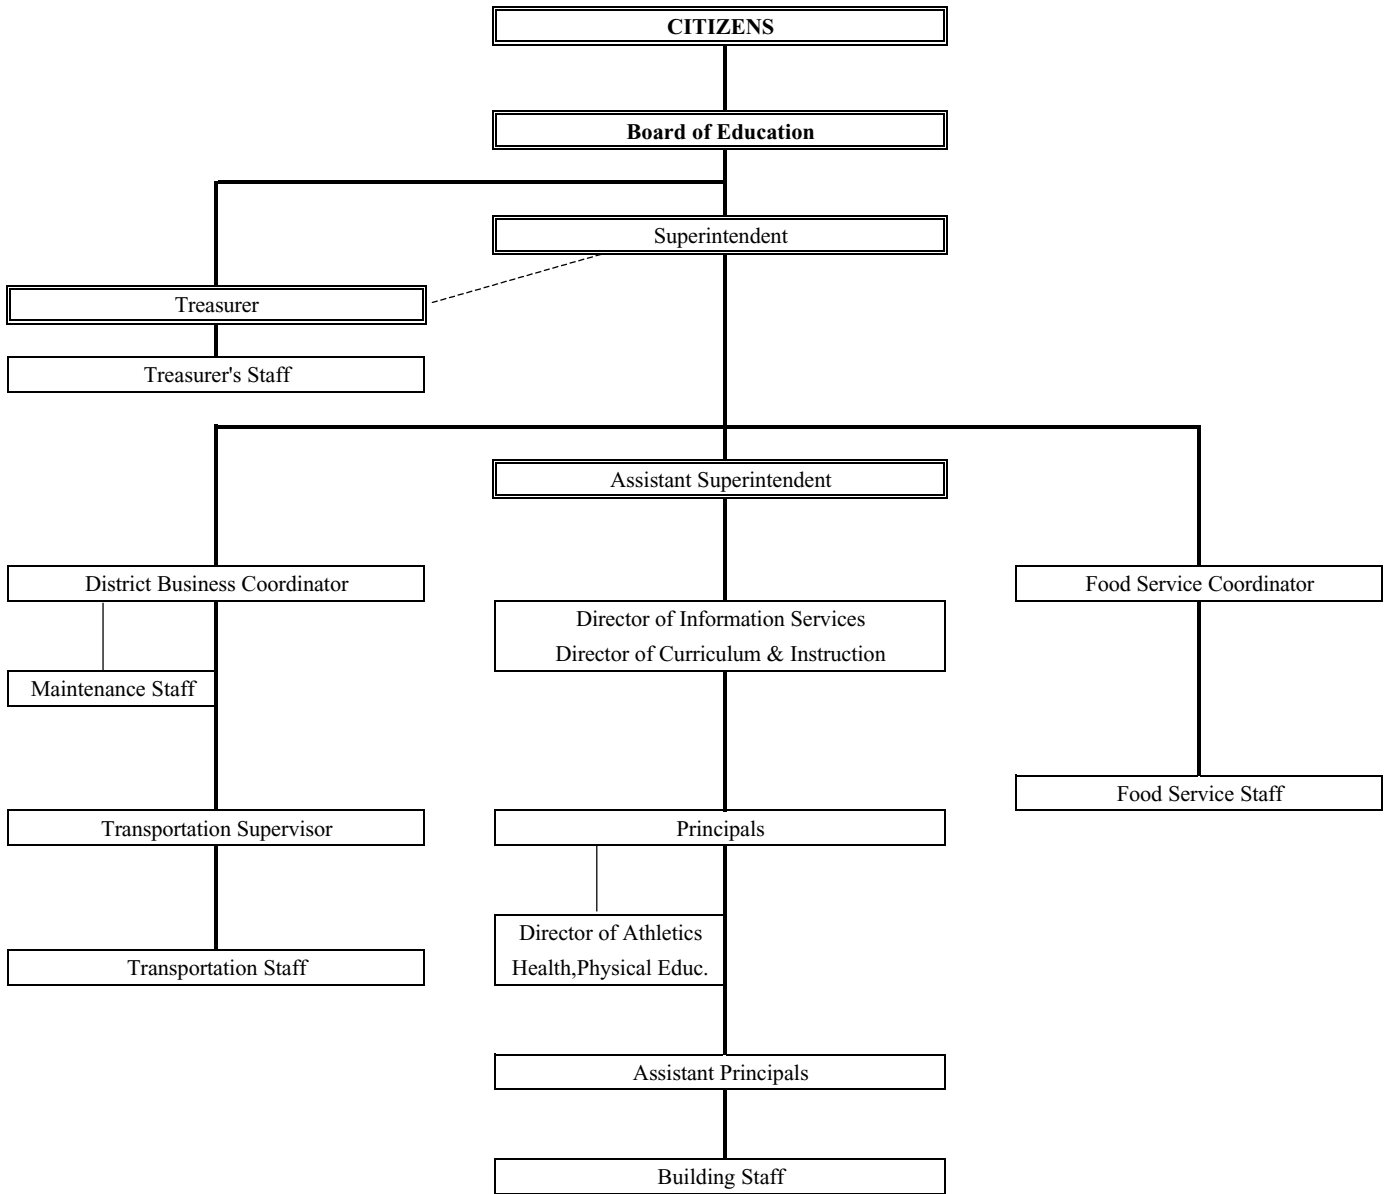 CITIZENS
Board of Education
Superintendent
Treasurer
Treasurer's Staff
Assistant Superintendent
District Business Coordinator
Food Service Coordinator
Director of Information Services
Director of Curriculum & Instruction
Maintenance Staff
Food Service Staff
Transportation Supervisor
Principals
Director of Athletics
Health,Physical Educ.
Transportation Staff
Assistant Principals
Building Staff